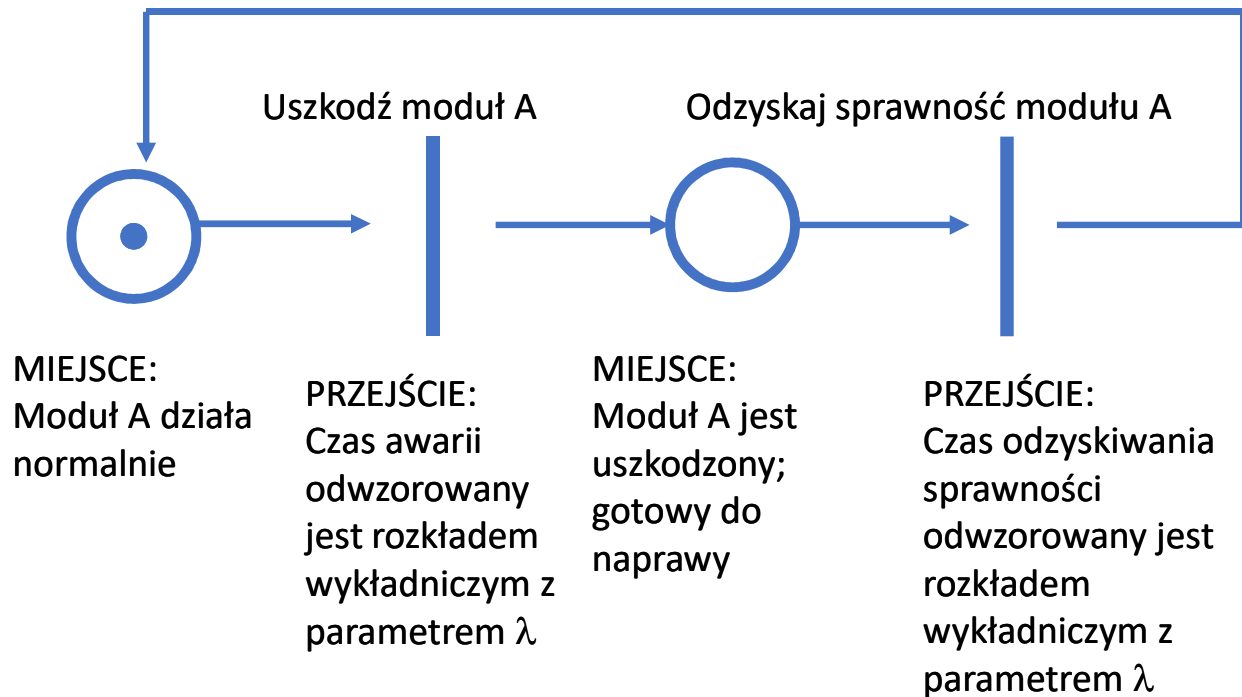 Uszkodź moduł A
Odzyskaj sprawność modułu A
MIEJSCE:
Moduł A działa
normalnie
PRZEJŚCIE:
Czas awarii
odwzorowany
jest rozkładem
wykładniczym z
parametrem λ
MIEJSCE:
Moduł A jest
uszkodzony;
gotowy do
naprawy
PRZEJŚCIE:
Czas odzyskiwania
sprawności
odwzorowany jest
rozkładem
wykładniczym z
parametrem λ